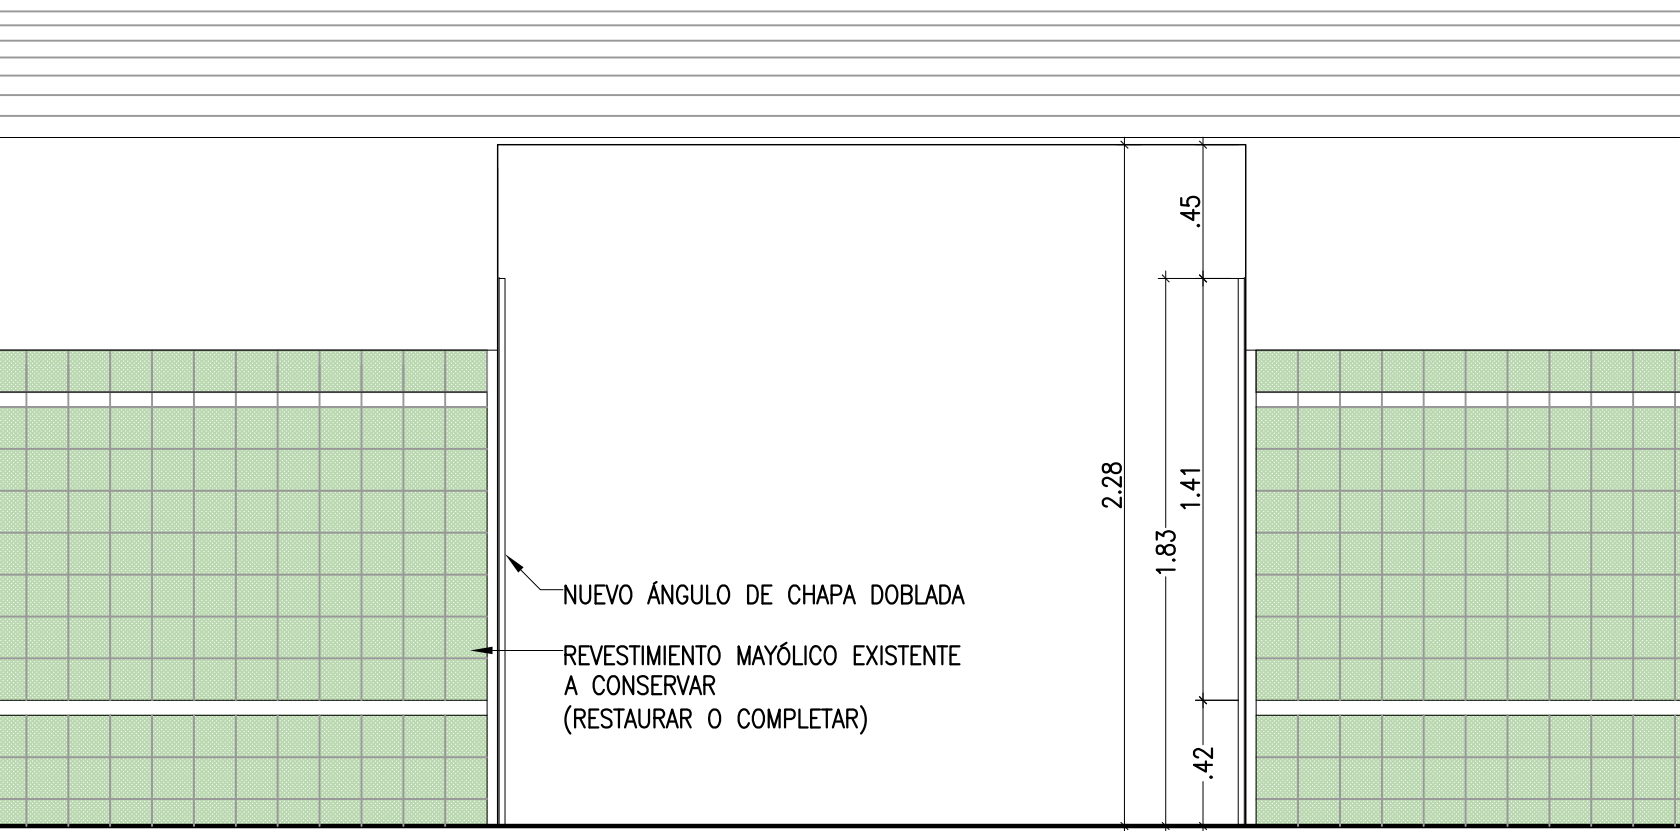 .45
2.28
1.41
1.83
NUEVO ÁNGULO DE CHAPA DOBLADA
REVESTIMIENTO MAYÓLICO EXISTENTE
A CONSERVAR
(RESTAURAR O COMPLETAR)
.42